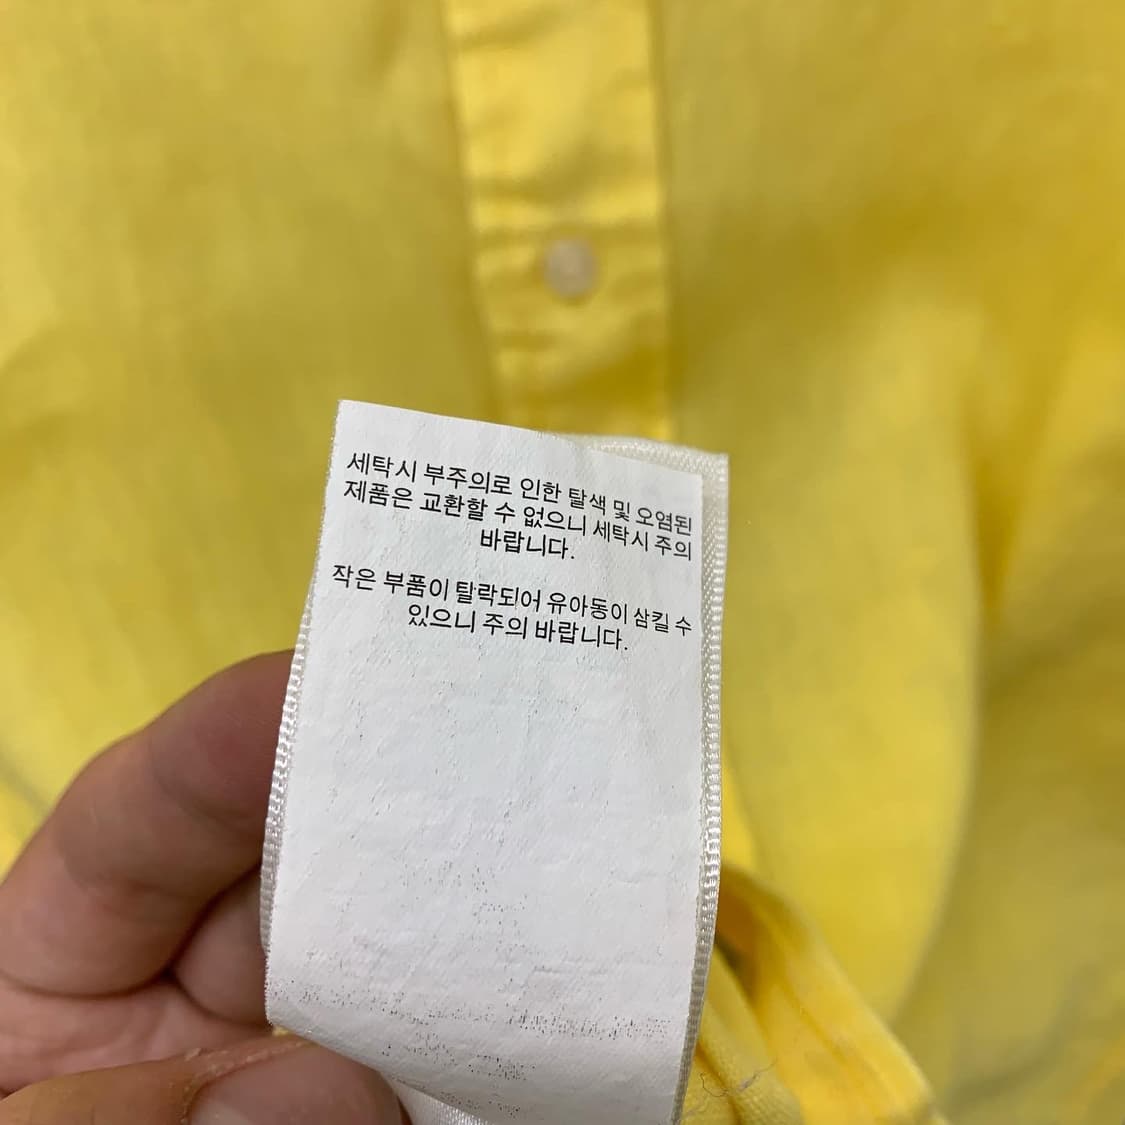 세탁시 부주의로 인한 탈색 및 오염된
제품은 교환할 수 없으니 세탁시 주의
바랍니다.
작은 부품이 탈락되어 유아동이 삼킬 수
있으니 주의 바랍니다.